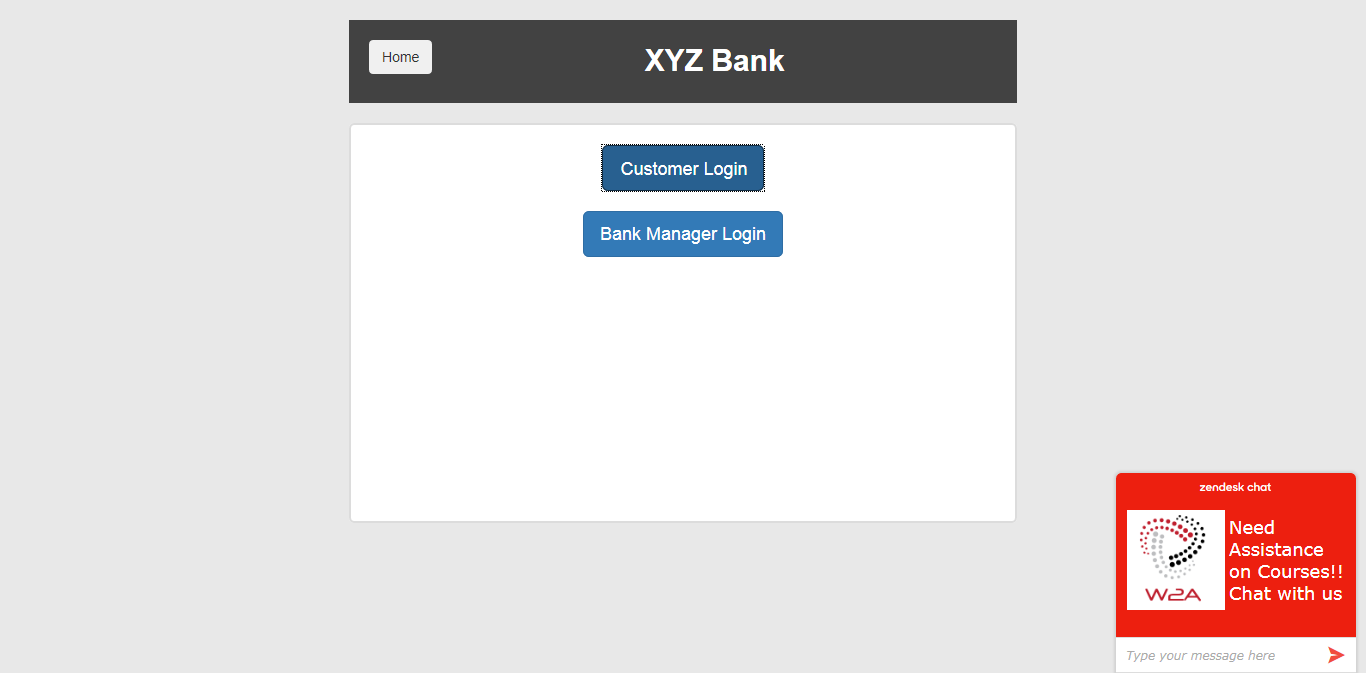 Home
XYZ Bank
Customer Login
Bank Manager Login
zendesk chat
Need
Assistance
on Courses!!
Chat with us
W2A
Type your message here